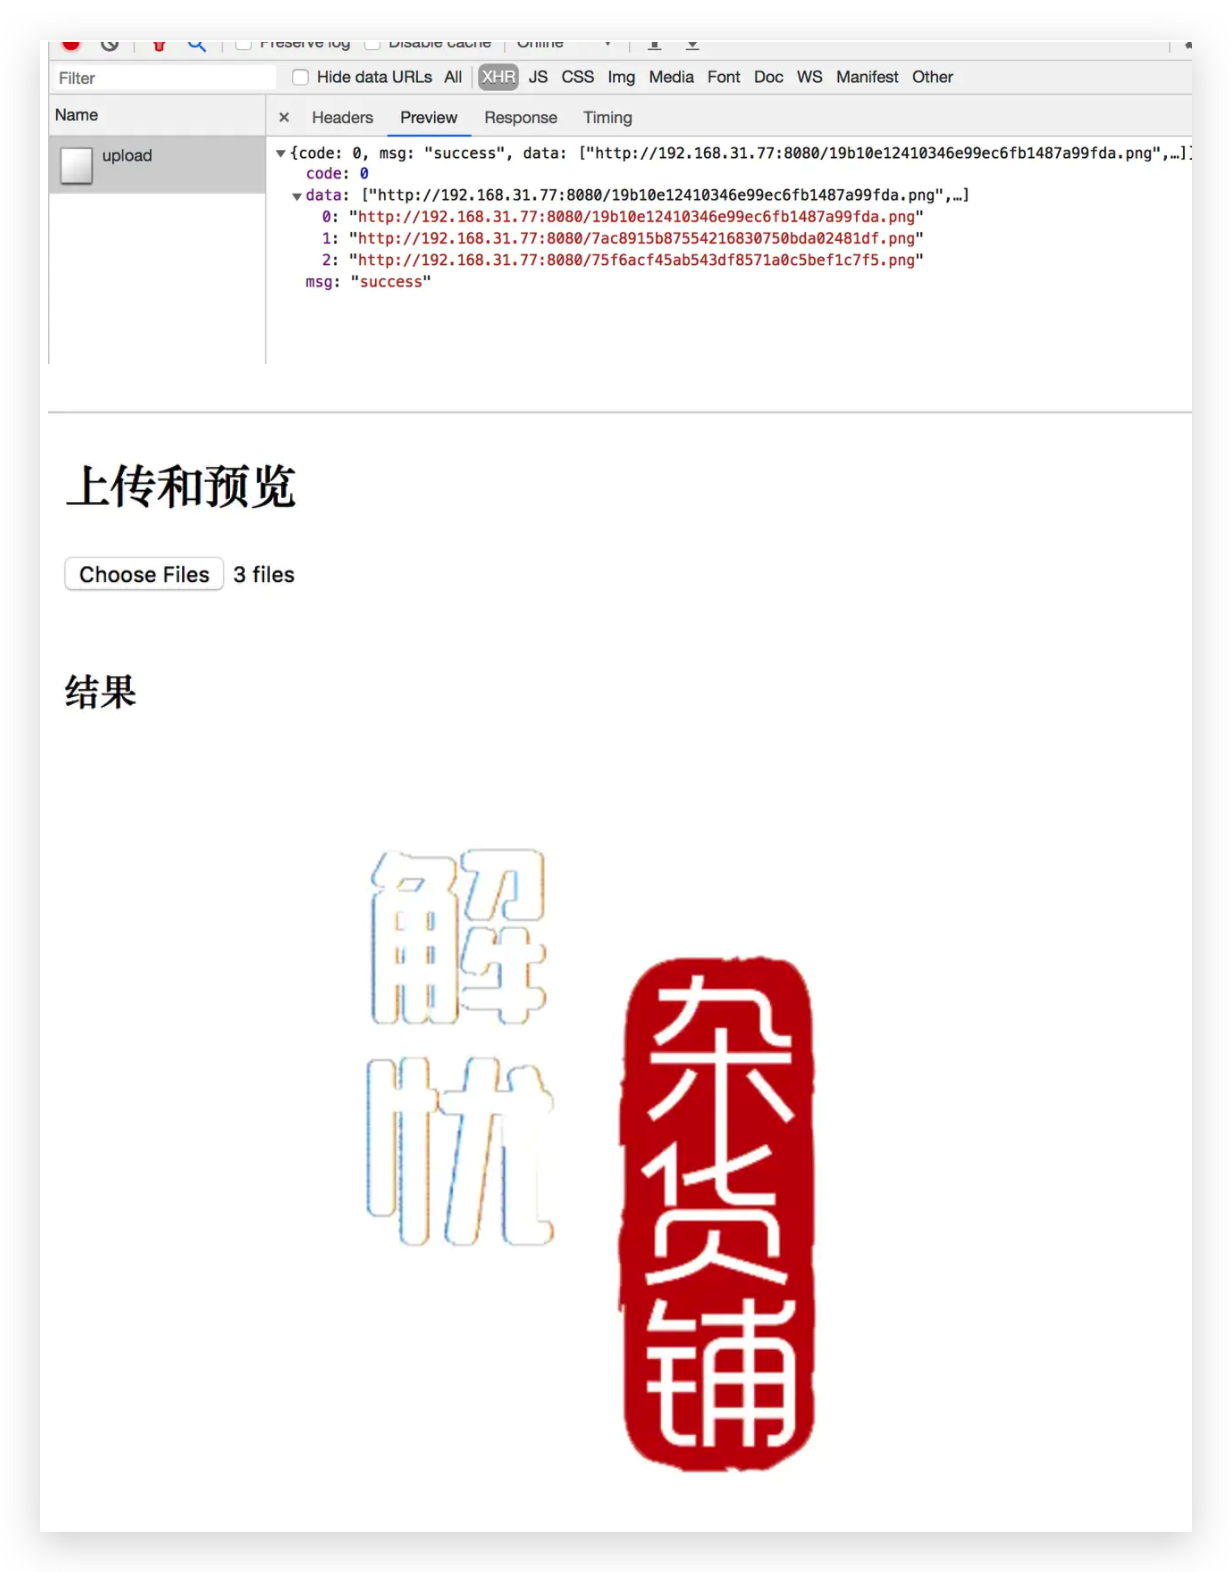 Preserve log Disable cache Online
Filter Hide data URLs All XHR JS CSS Img Media Font Doc WS Manifest Other
Name × Headers Preview Response Timing
upload
▼{code: 0, msg: "success", data: ["http://192.168.31.77:8080/19b10e12410346e99ec6fb1487a99fda.png",…]}
code: 0
▼data: ["http://192.168.31.77:8080/19b10e12410346e99ec6fb1487a99fda.png",…]
0: "http://192.168.31.77:8080/19b10e12410346e99ec6fb1487a99fda.png"
1: "http://192.168.31.77:8080/7ac8915b87554216830750bda02481df.png"
2: "http://192.168.31.77:8080/75f6acf45ab543df8571a0c5bef1c7f5.png"
msg: "success"
上传和预览
Choose Files 3 files
结果
解忧
杂货铺